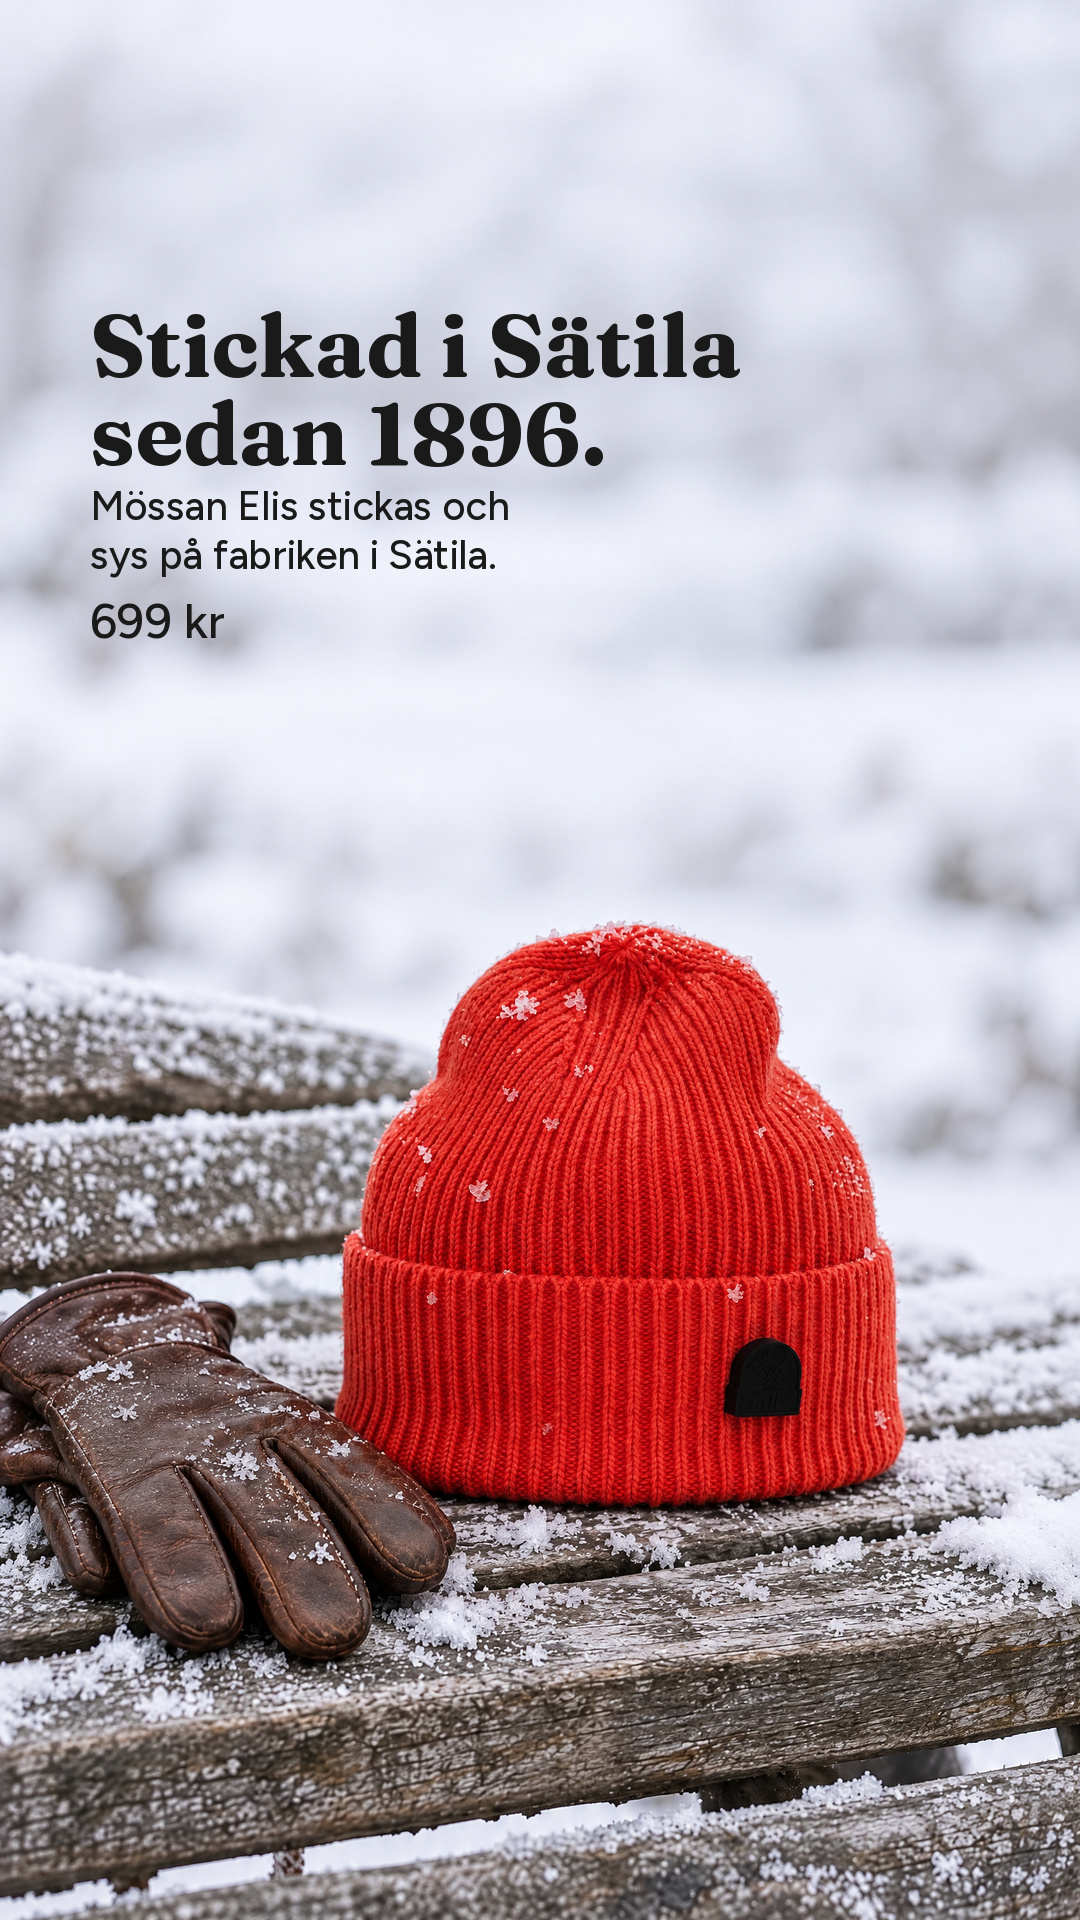 Stickad i Sätila
sedan 1896.
Mössan Elis stickas och
sys på fabriken i Sätila.
699 kr